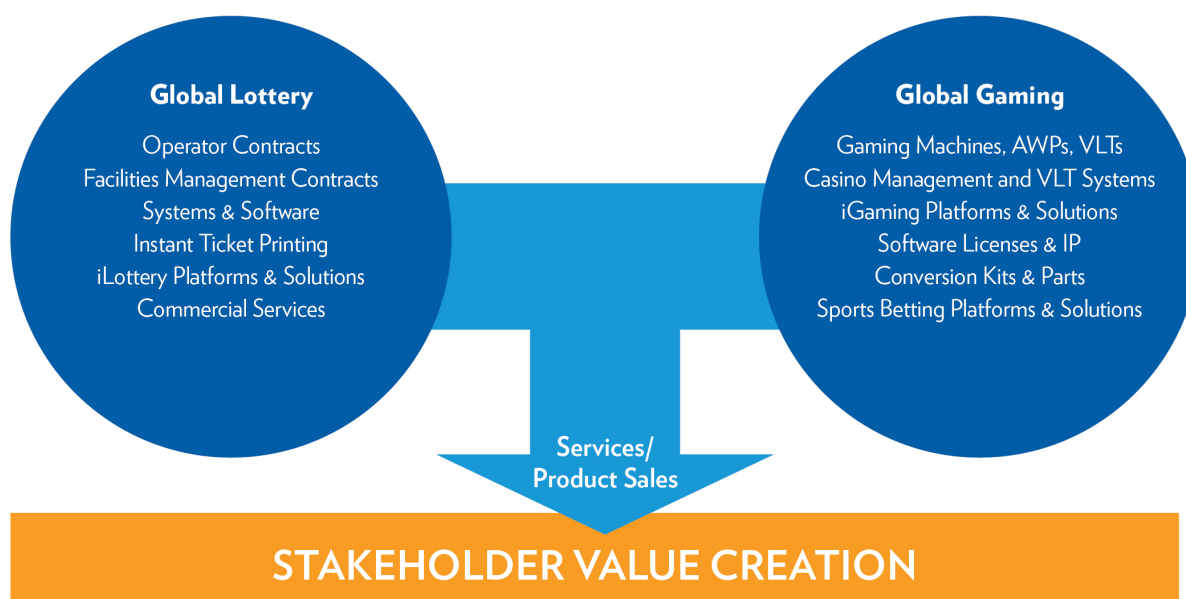 Global Lottery
Operator Contracts
Facilities Management Contracts
Systems & Software
Instant Ticket Printing
iLottery Platforms & Solutions
Commercial Services
Global Gaming
Gaming Machines, AWPs, VLTs
Casino Management and VLT Systems
iGaming Platforms & Solutions
Software Licenses & IP
Conversion Kits & Parts
Sports Betting Platforms & Solutions
Services/
Product Sales
STAKEHOLDER VALUE CREATION